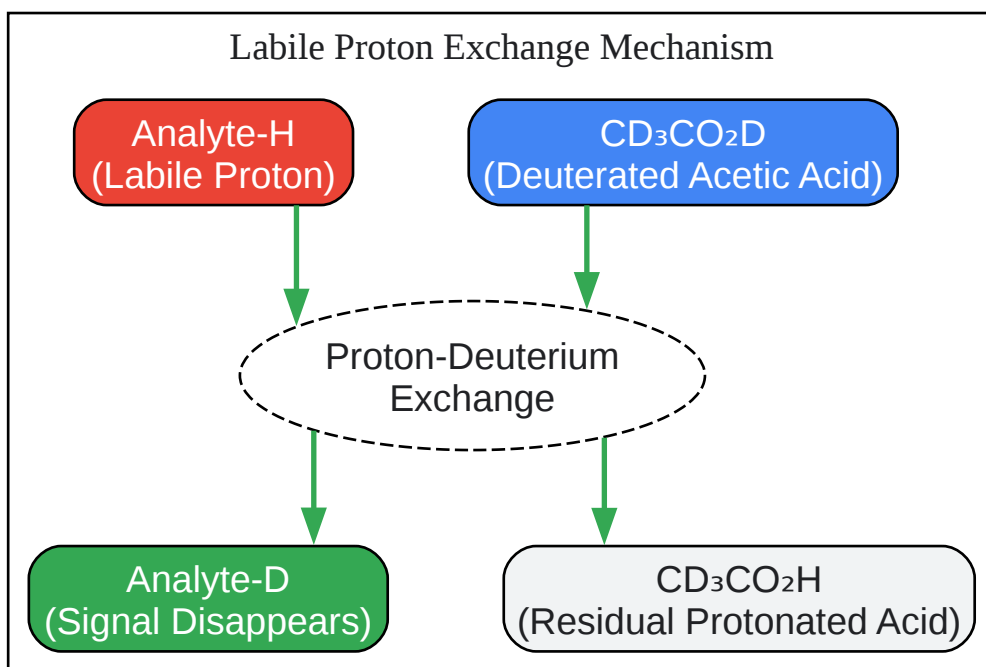 Labile Proton Exchange Mechanism
Analyte-H
(Labile Proton)
CD₃CO₂D
(Deuterated Acetic Acid)
Proton-Deuterium
Exchange
Analyte-D
(Signal Disappears)
CD₃CO₂H
(Residual Protonated Acid)